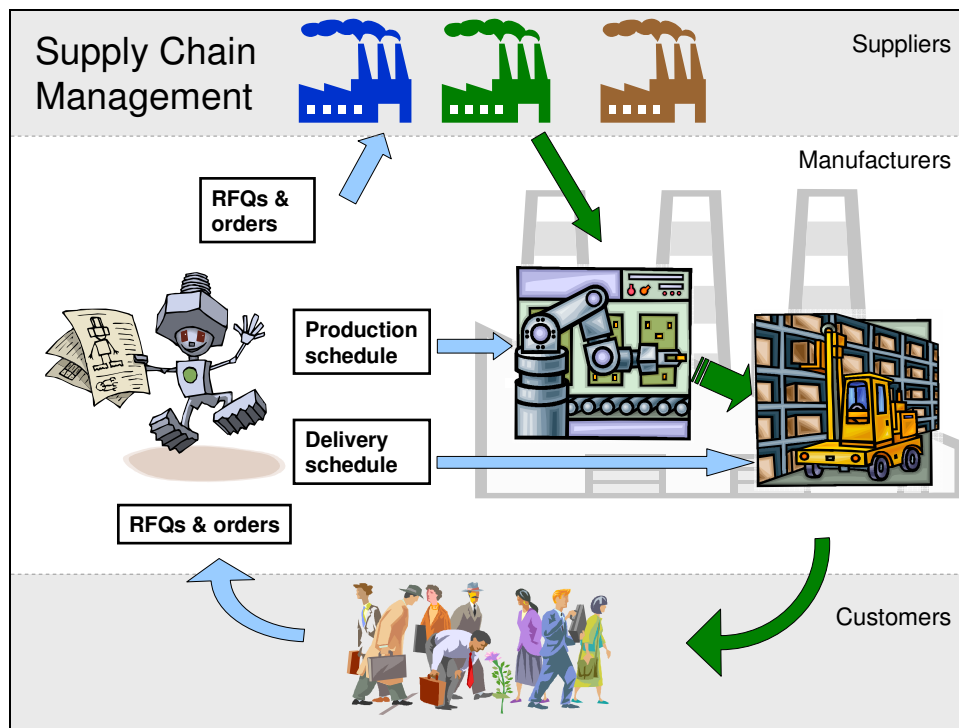 Supply Chain
Management
Suppliers
Manufacturers
RFQs &
orders
Production
schedule
Delivery
schedule
RFQs & orders
Customers